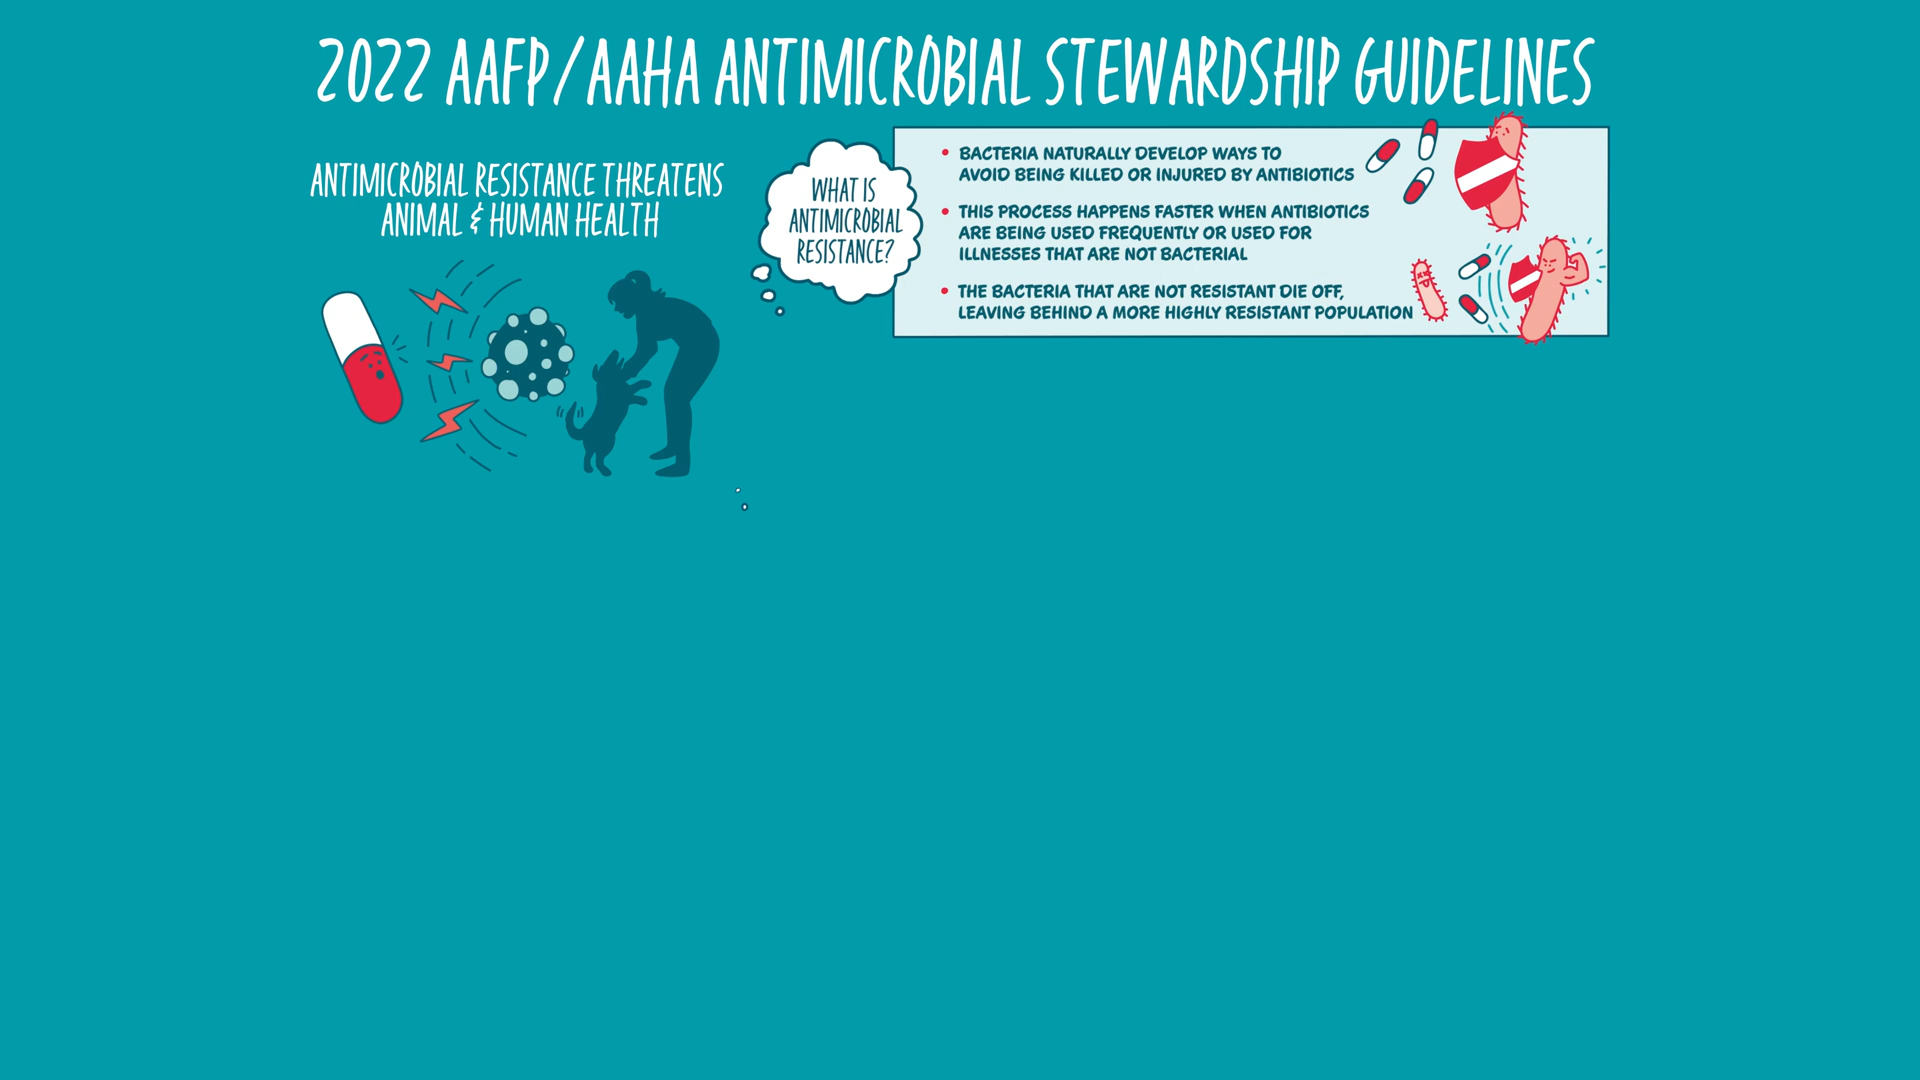 2022 AAFP/AAHA ANTIMICROBIAL STEWARDSHIP GUIDELINES
ANTIMICROBIAL RESISTANCE THREATENS
ANIMAL & HUMAN HEALTH
WHAT IS
ANTIMICROBIAL
RESISTANCE?
• BACTERIA NATURALLY DEVELOP WAYS TO
AVOID BEING KILLED OR INJURED BY ANTIBIOTICS
• THIS PROCESS HAPPENS FASTER WHEN ANTIBIOTICS
ARE BEING USED FREQUENTLY OR USED FOR
ILLNESSES THAT ARE NOT BACTERIAL
• THE BACTERIA THAT ARE NOT RESISTANT DIE OFF,
LEAVING BEHIND A MORE HIGHLY RESISTANT POPULATION